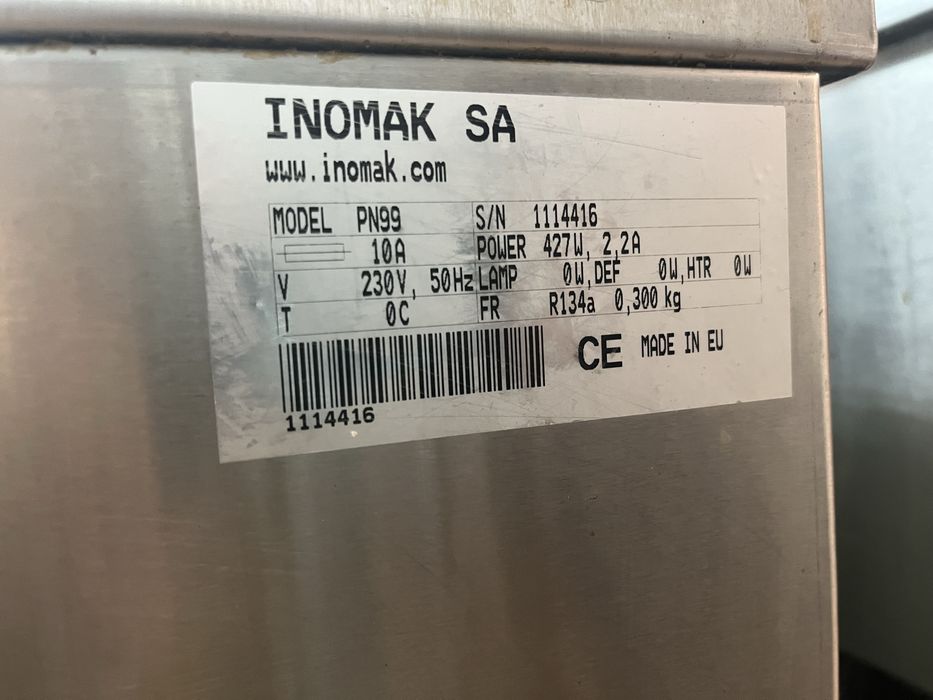 INOMAK SA
www.inomak.com
MODEL PN99 S/N 1114416
10A POWER 427W, 2,2A
V 230V, 50Hz LAMP 0W,DEF 0W,HTR 0W
T 0C FR R134a 0,300 kg
CE MADE IN EU
1114416